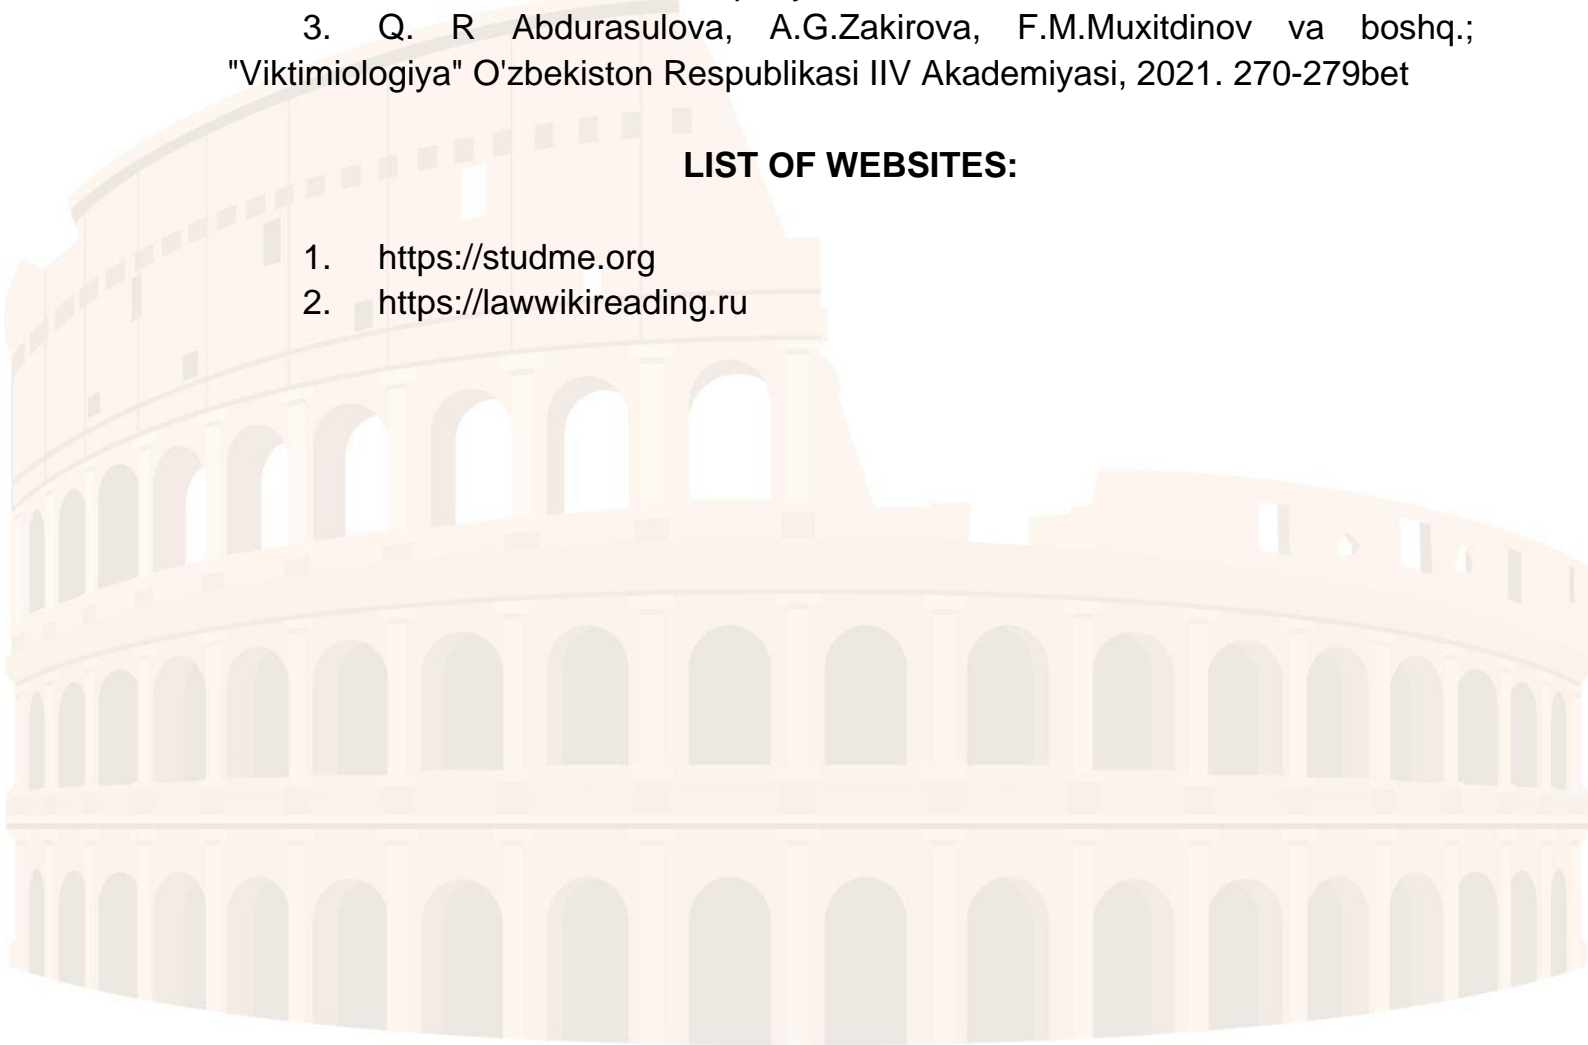 3. Q. R Abdurasulova, A.G.Zakirova, F.M.Muxitdinov va boshq.;
"Viktimiologiya" O'zbekiston Respublikasi IIV Akademiyasi, 2021. 270-279bet
LIST OF WEBSITES:
1. https://studme.org
2. https://lawwikireading.ru